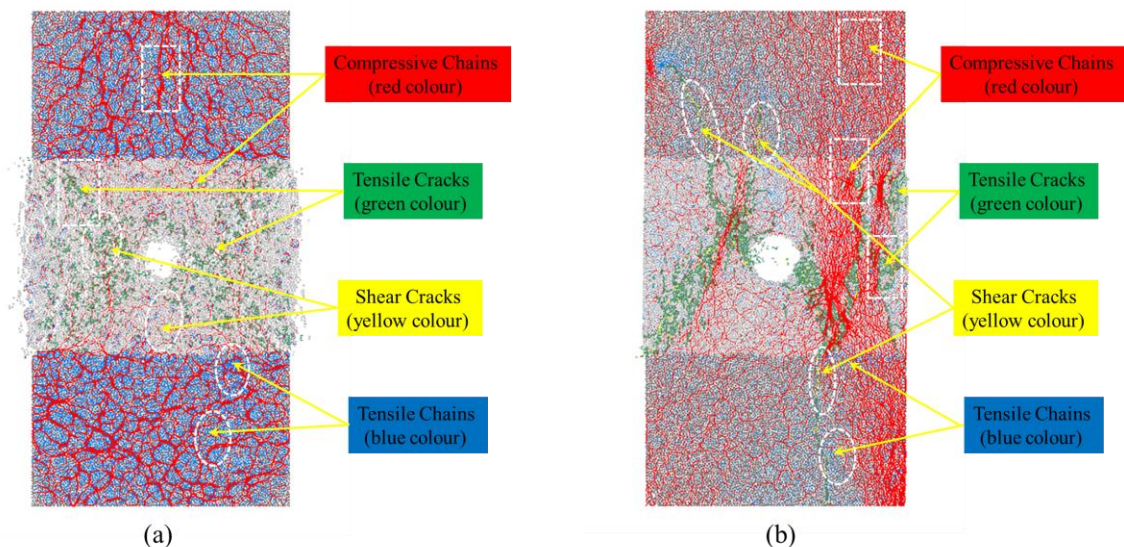 Compressive Chains
(red colour)
Tensile Cracks
(green colour)
Shear Cracks
(yellow colour)
Tensile Chains
(blue colour)
(a)
Compressive Chains
(red colour)
Tensile Cracks
(green colour)
Shear Cracks
(yellow colour)
Tensile Chains
(blue colour)
(b)